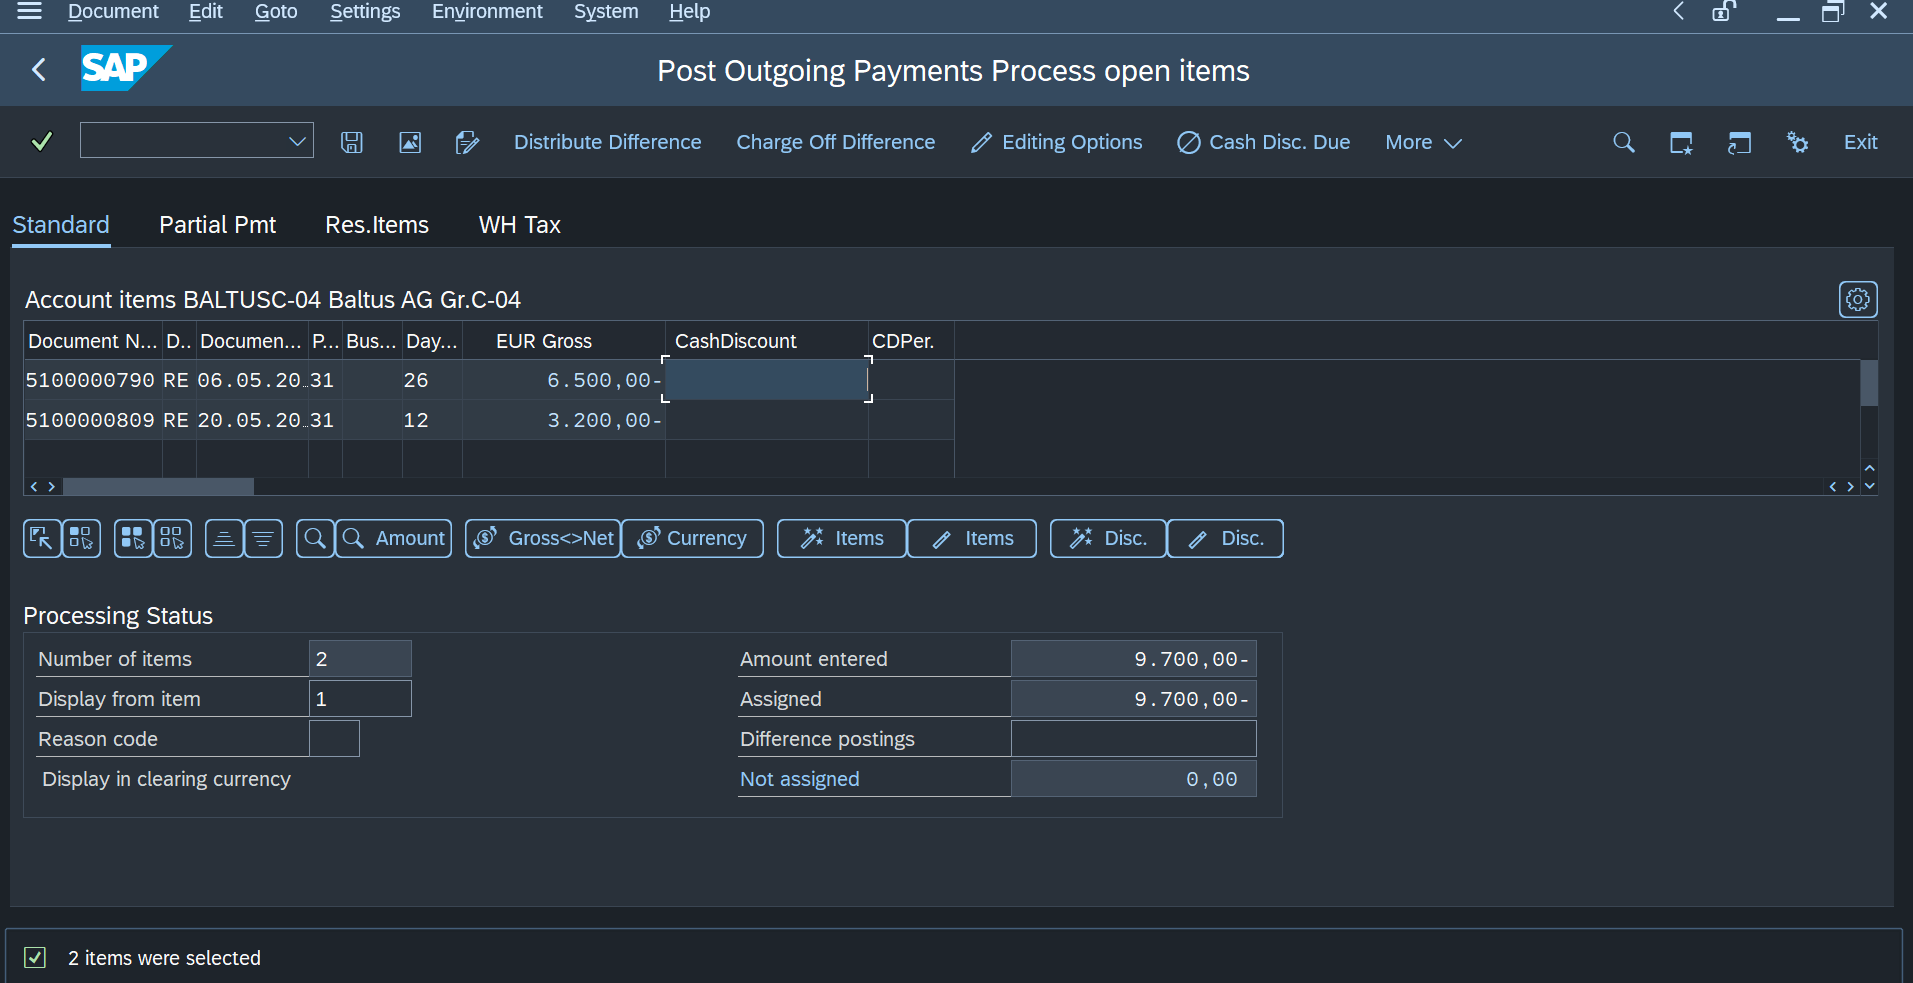 Document Edit Goto Settings Environment System Help
SAP
Post Outgoing Payments Process open items
Distribute Difference Charge Off Difference Editing Options Cash Disc. Due More Exit
Standard Partial Pmt Res.Items WH Tax
Account items BALTUSC-04 Baltus AG Gr.C-04
Document N... D.. Documen... P... Bus... Day... EUR Gross CashDiscount CDPer.
5100000790 RE 06.05.20… 31 26 6.500,00-
5100000809 RE 20.05.20… 31 12 3.200,00-
Amount Gross<>Net Currency Items Items Disc. Disc.
Processing Status
Number of items 2 Amount entered 9.700,00-
Display from item 1 Assigned 9.700,00-
Reason code Difference postings
Display in clearing currency Not assigned 0,00
2 items were selected